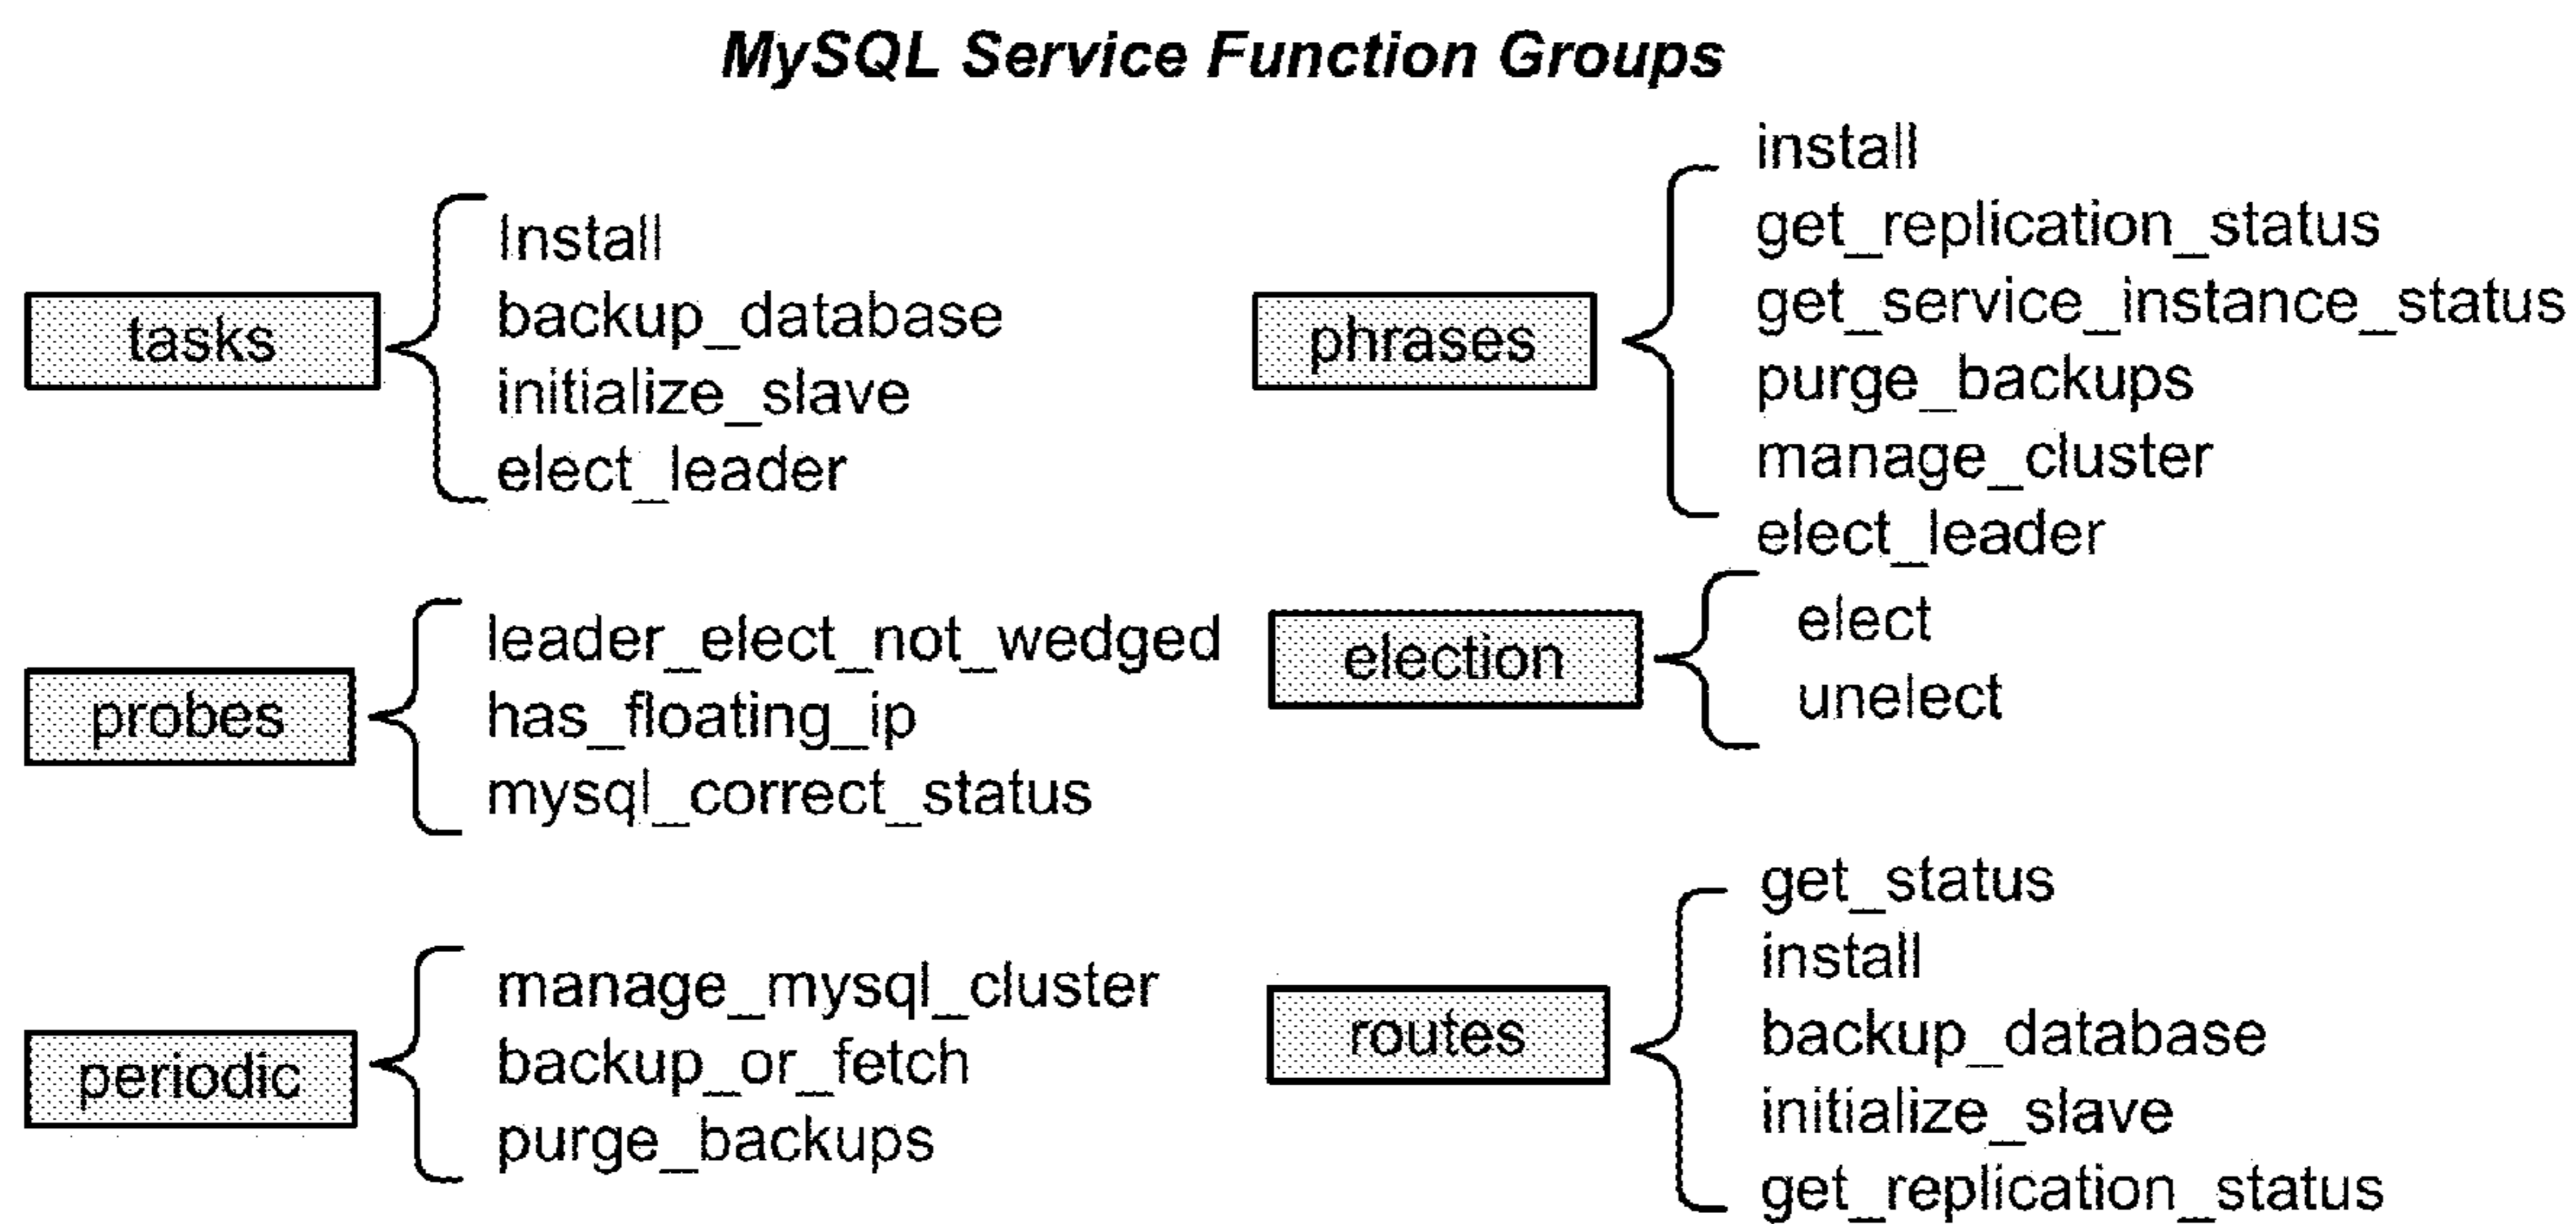 MySQL Service Function Groups
tasks
Install
backup_database
initialize_slave
elect_leader
phrases
install
get_replication_status
get_service_instance_status
purge_backups
manage_cluster
elect_leader
probes
leader_elect_not_wedged
has_floating_ip
mysql_correct_status
election
elect
unelect
periodic
manage_mysql_cluster
backup_or_fetch
purge_backups
routes
get_status
install
backup_database
initialize_slave
get_replication_status